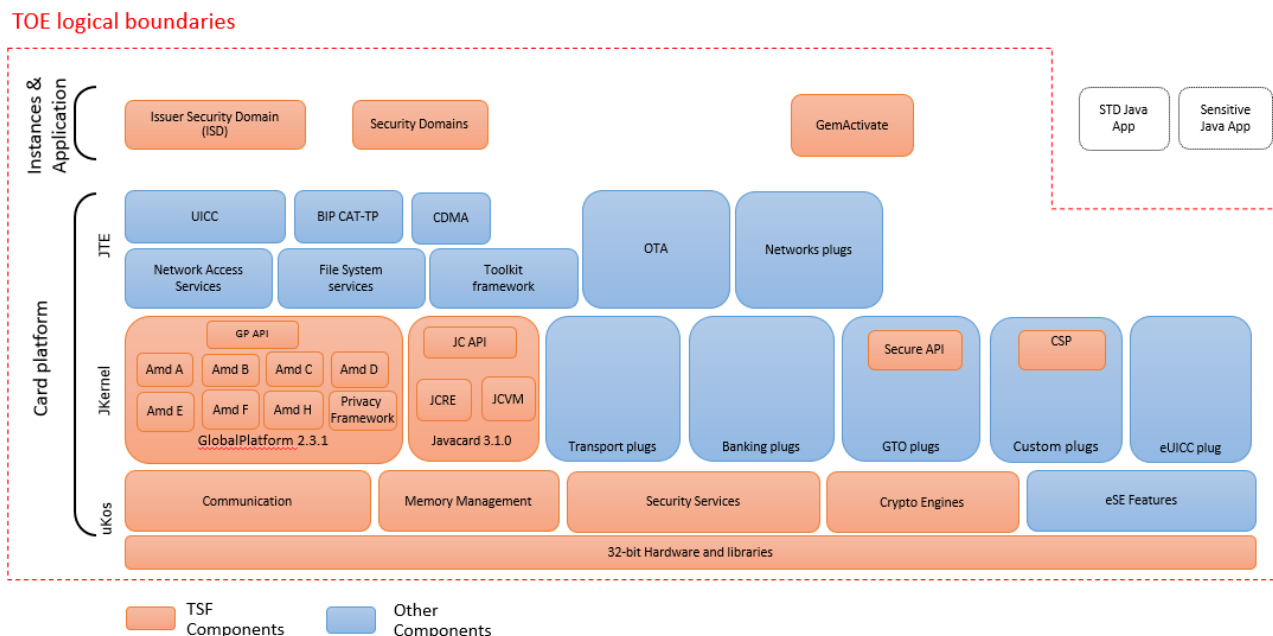 TOE logical boundaries
Instances &
Application
Issuer Security Domain
(ISD)
Security Domains
GemActivate
STD Java
App
Sensitive
Java App
Card platform
JTE
UICC
BIP CAT-TP
CDMA
OTA
Networks plugs
Network Access
Services
File System
services
Toolkit
framework
JKernel
GP API
Amd A
Amd B
Amd C
Amd D
Amd E
Amd F
Amd H
Privacy
Framework
GlobalPlatform 2.3.1
JC API
JCRE
JCVM
Javacard 3.1.0
Transport plugs
Banking plugs
Secure API
GTO plugs
CSP
Custom plugs
eUICC plug
uKos
Communication
Memory Management
Security Services
Crypto Engines
eSE Features
32-bit Hardware and libraries
TSF
Components
Other
Components